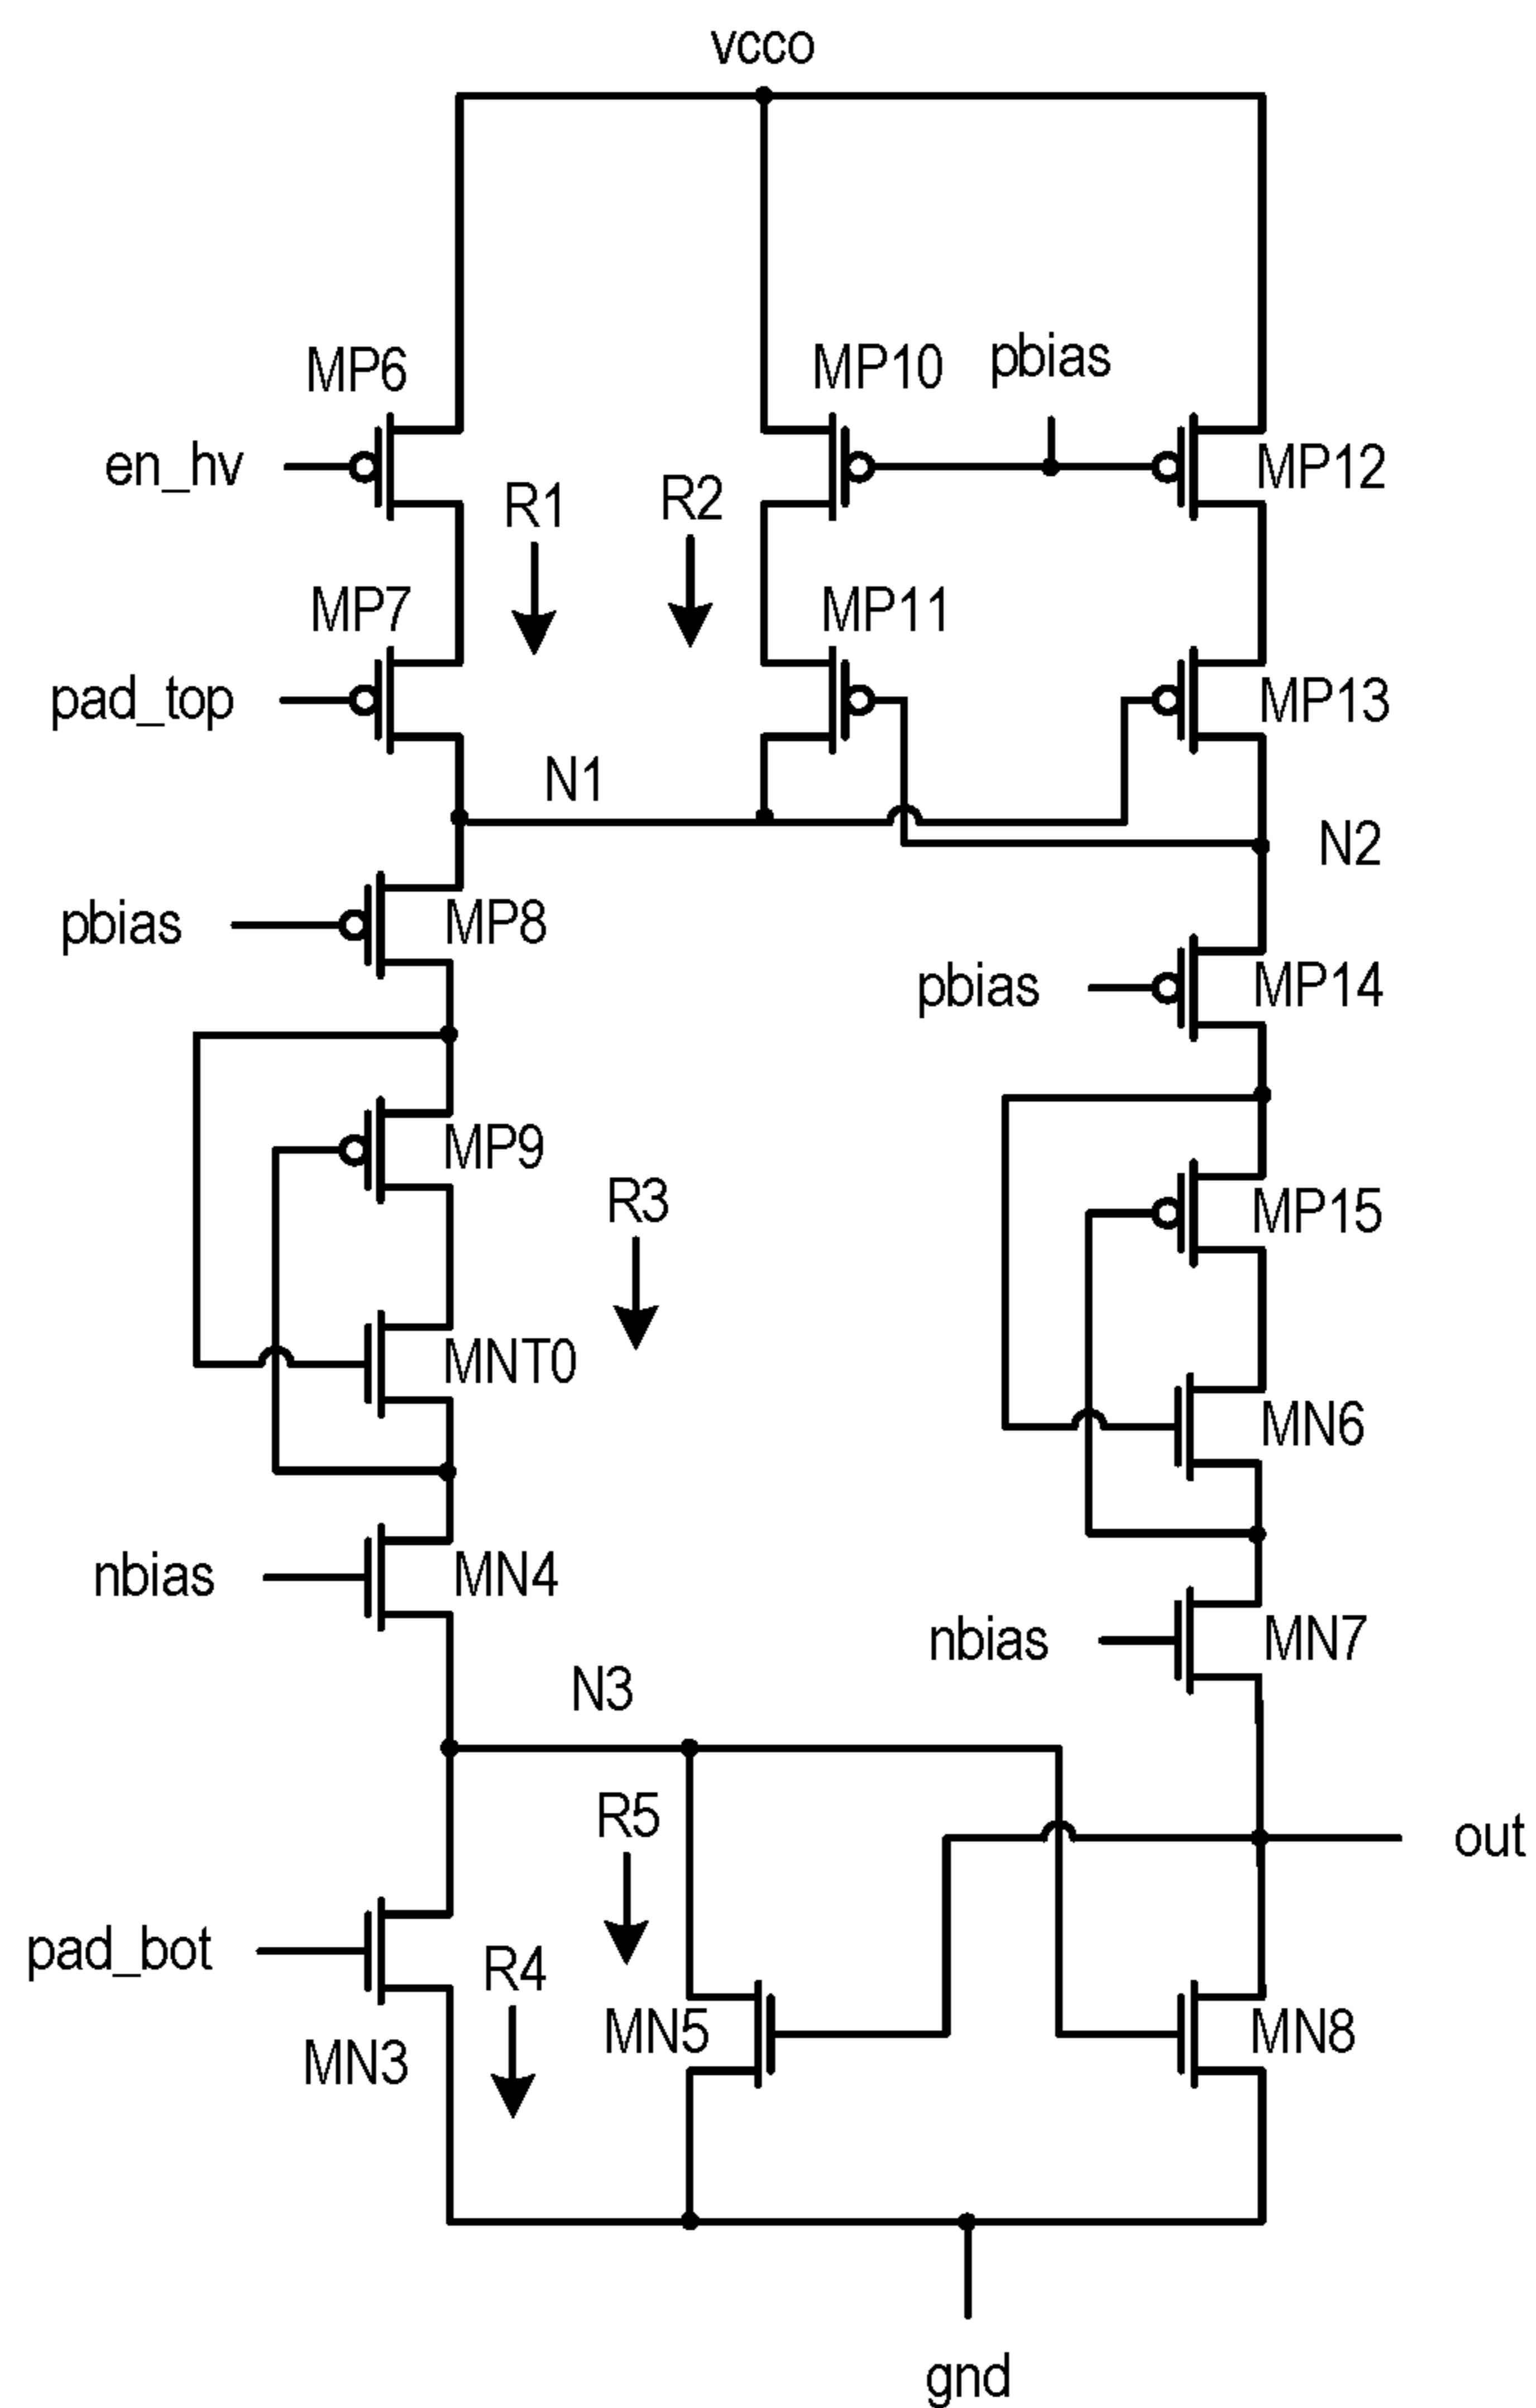 vcco
MP6
MP10
pbias
en_hv
R1
R2
MP12
MP7
MP11
pad_top
MP13
N1
N2
pbias
MP8
pbias
MP14
MP9
R3
MP15
MNT0
MN6
nbias
MN4
nbias
MN7
N3
R5
out
pad_bot
R4
MN3
MN5
MN8
gnd